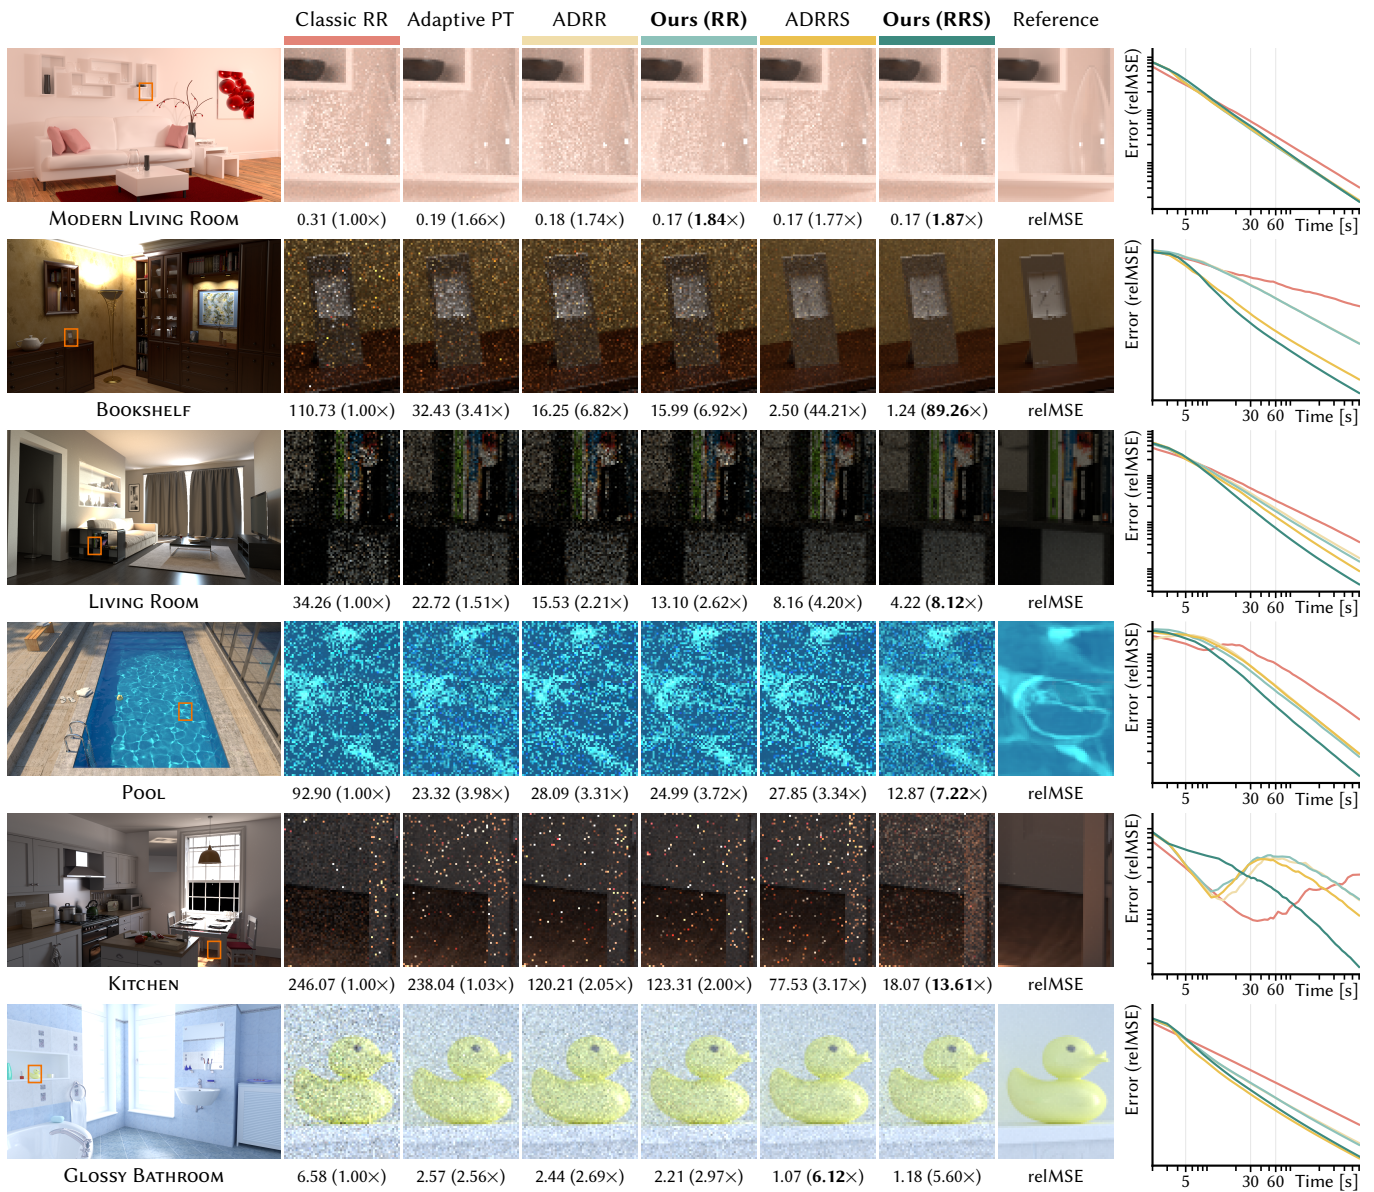 Classic RR Adaptive PT ADRR Ours (RR) ADRRS Ours (RRS) Reference
Error (relMSE)
5 30 60 Time [s]
MODERN LIVING ROOM 0.31 (1.00×) 0.19 (1.66×) 0.18 (1.74×) 0.17 (1.84×) 0.17 (1.77×) 0.17 (1.87×) relMSE
Error (relMSE)
5 30 60 Time [s]
BOOKSHELF 110.73 (1.00×) 32.43 (3.41×) 16.25 (6.82×) 15.99 (6.92×) 2.50 (44.21×) 1.24 (89.26×) relMSE
Error (relMSE)
5 30 60 Time [s]
LIVING ROOM 34.26 (1.00×) 22.72 (1.51×) 15.53 (2.21×) 13.10 (2.62×) 8.16 (4.20×) 4.22 (8.12×) relMSE
Error (relMSE)
5 30 60 Time [s]
POOL 92.90 (1.00×) 23.32 (3.98×) 28.09 (3.31×) 24.99 (3.72×) 27.85 (3.34×) 12.87 (7.22×) relMSE
Error (relMSE)
5 30 60 Time [s]
KITCHEN 246.07 (1.00×) 238.04 (1.03×) 120.21 (2.05×) 123.31 (2.00×) 77.53 (3.17×) 18.07 (13.61×) relMSE
Error (relMSE)
5 30 60 Time [s]
GLOSSY BATHROOM 6.58 (1.00×) 2.57 (2.56×) 2.44 (2.69×) 2.21 (2.97×) 1.07 (6.12×) 1.18 (5.60×) relMSE